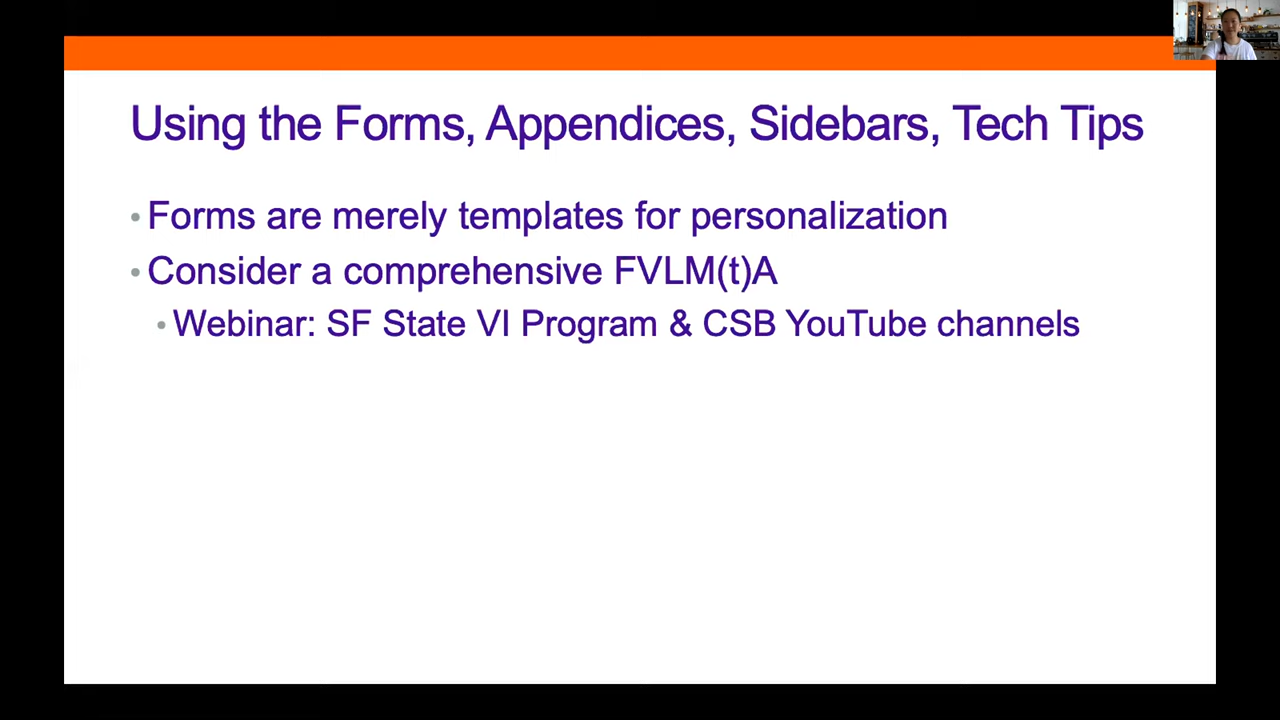 Using the Forms, Appendices, Sidebars, Tech Tips
• Forms are merely templates for personalization
• Consider a comprehensive FVLM(t)A
• Webinar: SF State VI Program & CSB YouTube channels